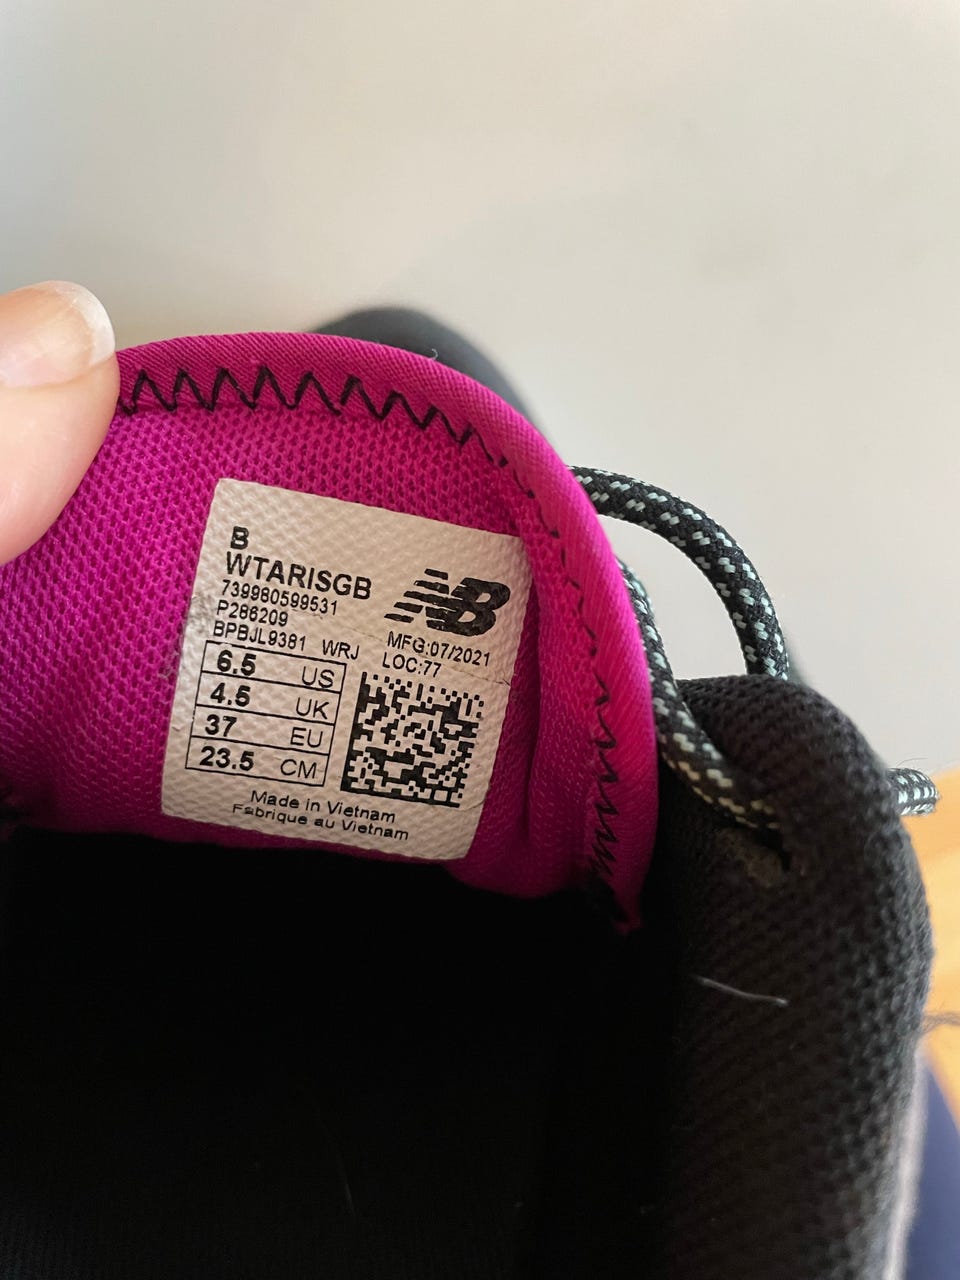 B
WTARISGB
739980599531
P286209
BPBJL9381 WRJ
NB
MFG:07/2021
LOC:77
6.5 US
4.5 UK
37 EU
23.5 CM
Made in Vietnam
Fabrique au Vietnam